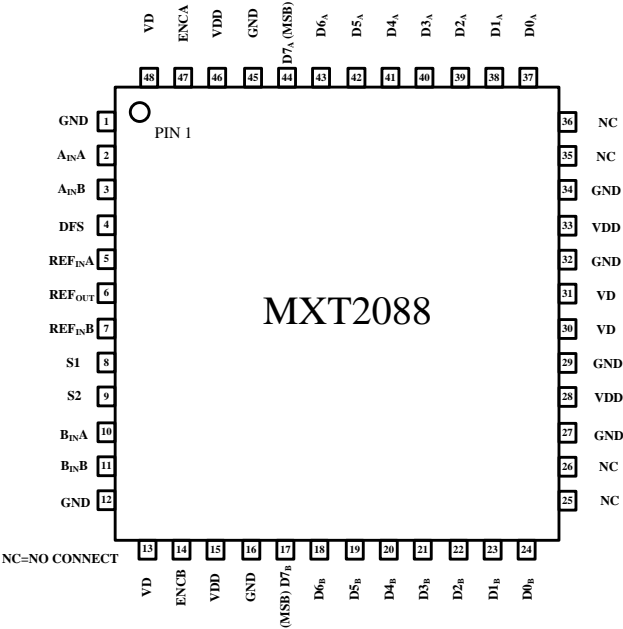 VD ENCA VDD GND D7A (MSB) D6A D5A D4A D3A D2A D1A D0A
48 47 46 45 44 43 42 41 40 39 38 37
GND 1
AINA 2
AINB 3
DFS 4
REFINA 5
REFOUT 6
REFINB 7
S1 8
S2 9
BINA 10
BINB 11
GND 12
PIN 1
MXT2088
36 NC
35 NC
34 GND
33 VDD
32 GND
31 VD
30 VD
29 GND
28 VDD
27 GND
26 NC
25 NC
13 14 15 16 17 18 19 20 21 22 23 24
VD ENCB VDD GND (MSB) D7B D6B D5B D4B D3B D2B D1B D0B
NC=NO CONNECT